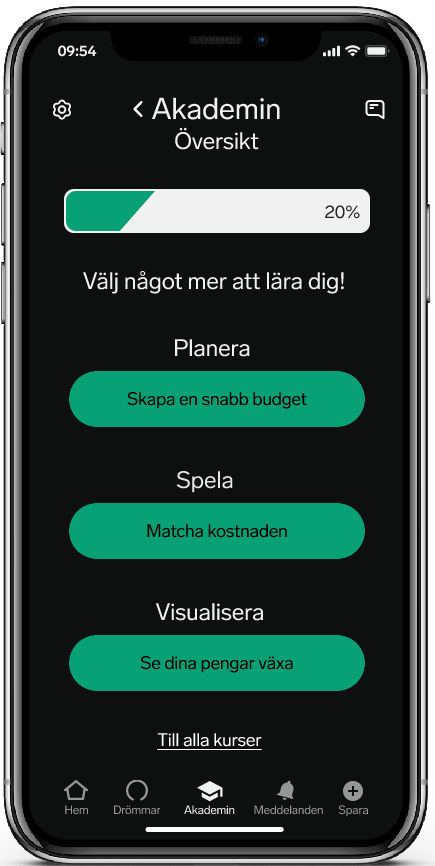 09:54
Akademin
Översikt
20%
Välj något mer att lära dig!
Planera
Skapa en snabb budget
Spela
Matcha kostnaden
Visualisera
Se dina pengar växa
Till alla kurser
Hem Drömmar Akademin Meddelanden Spara